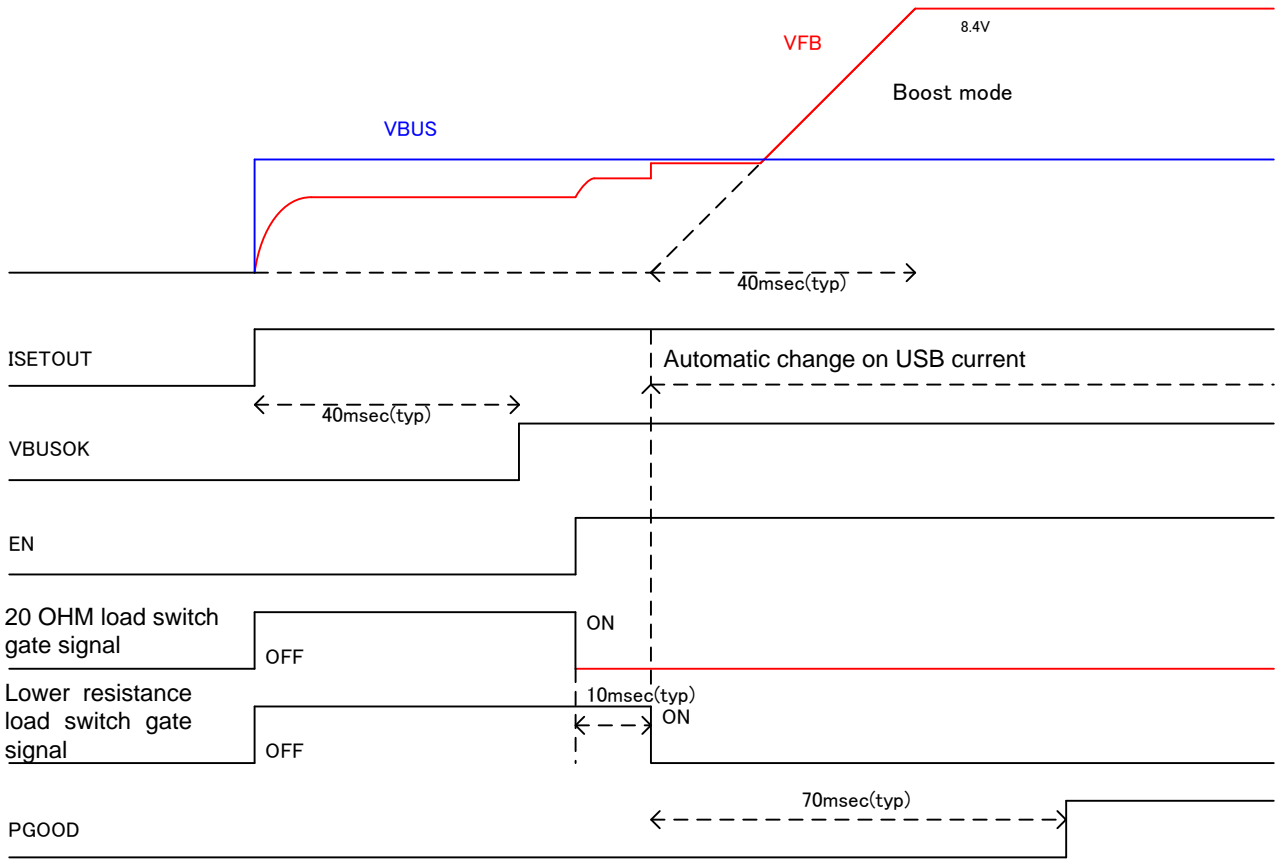 8.4V
VFB
Boost mode
VBUS
40msec(typ)
ISETOUT
Automatic change on USB current
40msec(typ)
VBUSOK
EN
20 OHM load switch
gate signal
ON
OFF
Lower resistance
load switch gate
signal
10msec(typ)
ON
OFF
70msec(typ)
PGOOD